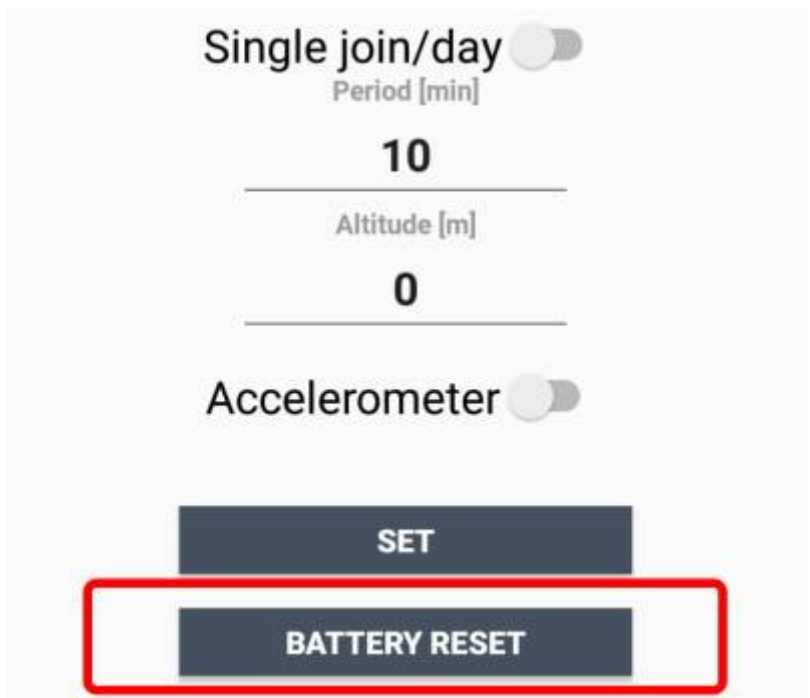 Single join/day
Period [min]
10
Altitude [m]
0
Accelerometer
SET
BATTERY RESET